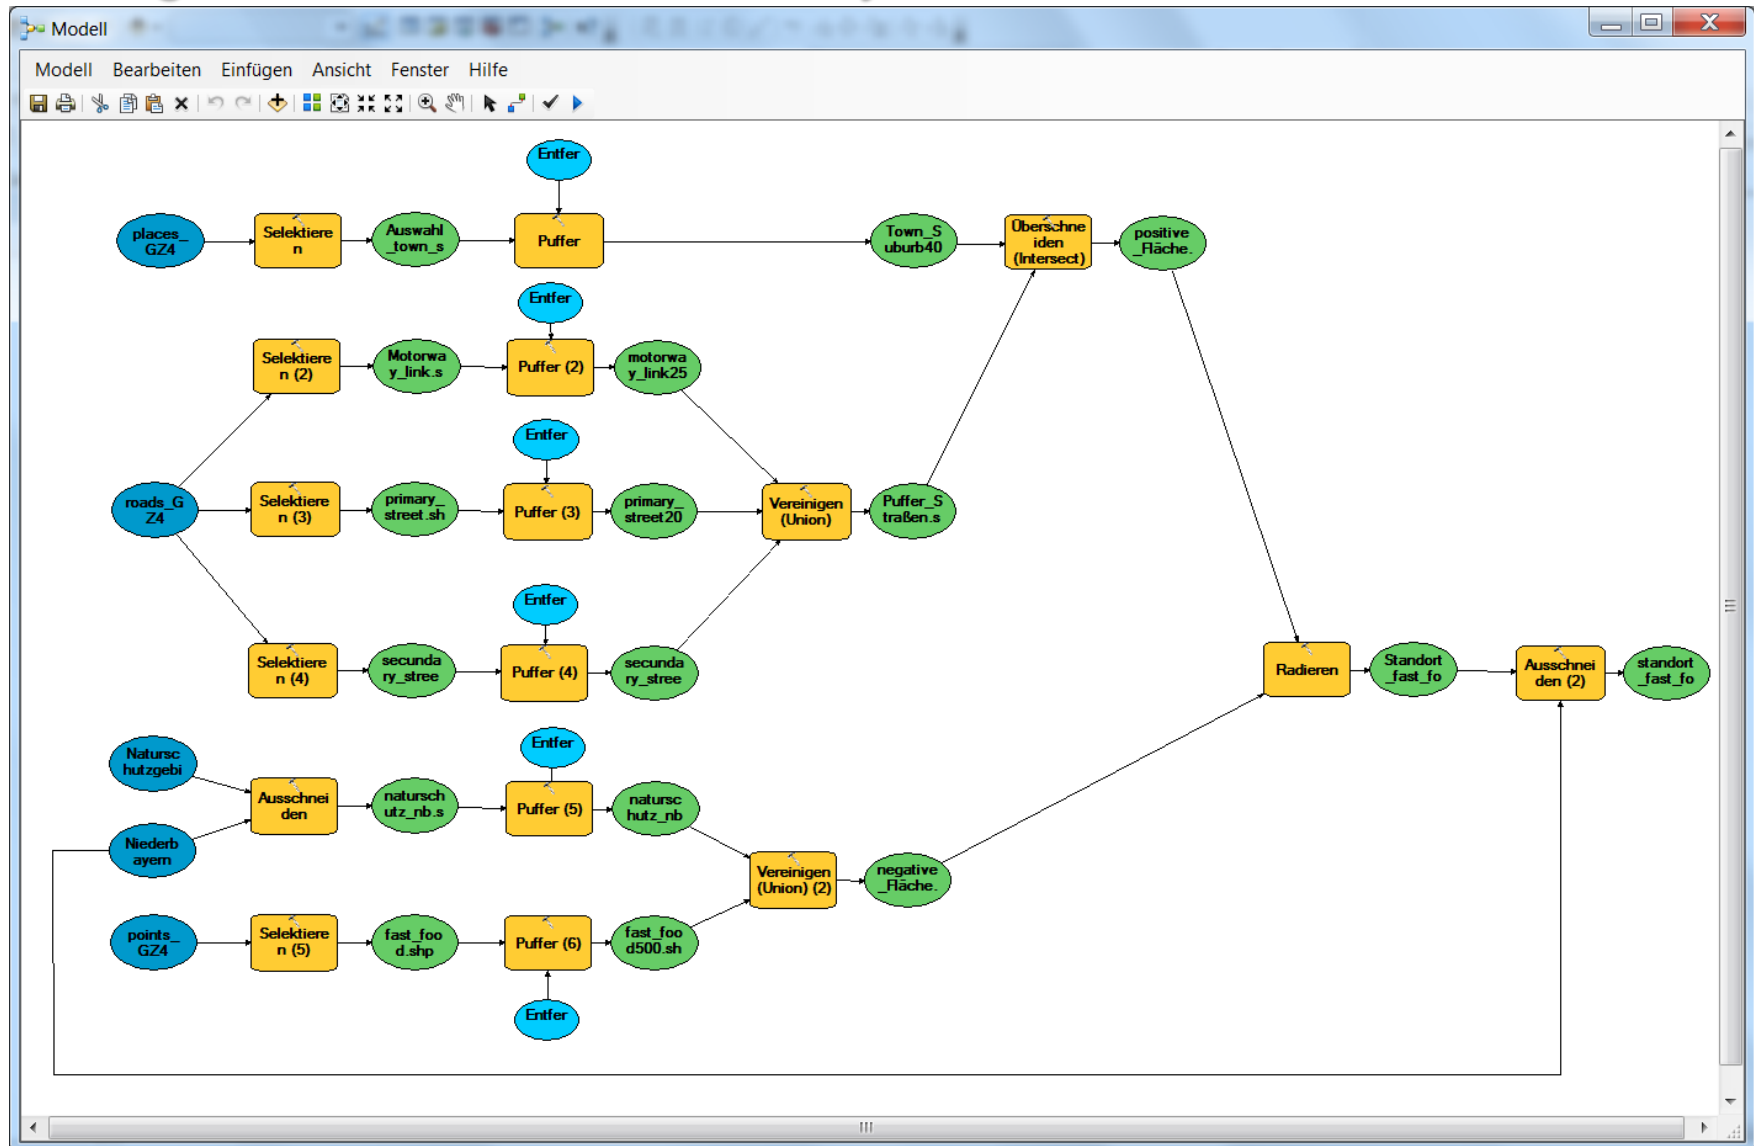 Modell
Modell Bearbeiten Einfügen Ansicht Fenster Hilfe
Entfer
places_
GZ4
Selektiere
n
Auswahl
_town_s
Puffer
Town_S
uburb40
Überschne
iden
(Intersect)
positive
_Fläche.
Entfer
Selektiere
n (2)
Motorwa
y_link.s
Puffer (2)
motorwa
y_link25
Entfer
roads_G
Z4
Selektiere
n (3)
primary_
street.sh
Puffer (3)
primary_
street20
Vereinigen
(Union)
Puffer_S
traßen.s
Entfer
Selektiere
n (4)
secunda
ry_stree
Puffer (4)
secunda
ry_stree
Radieren
Standort
_fast_fo
Ausschnei
den (2)
standort
_fast_fo
Entfer
Natursc
hutzgebi
Ausschnei
den
natursch
utz_nb.s
Puffer (5)
natursc
hutz_nb
Niederb
ayern
Vereinigen
(Union) (2)
negative
_Fläche.
points_
GZ4
Selektiere
n (5)
fast_foo
d.shp
Puffer (6)
fast_foo
d500.sh
Entfer